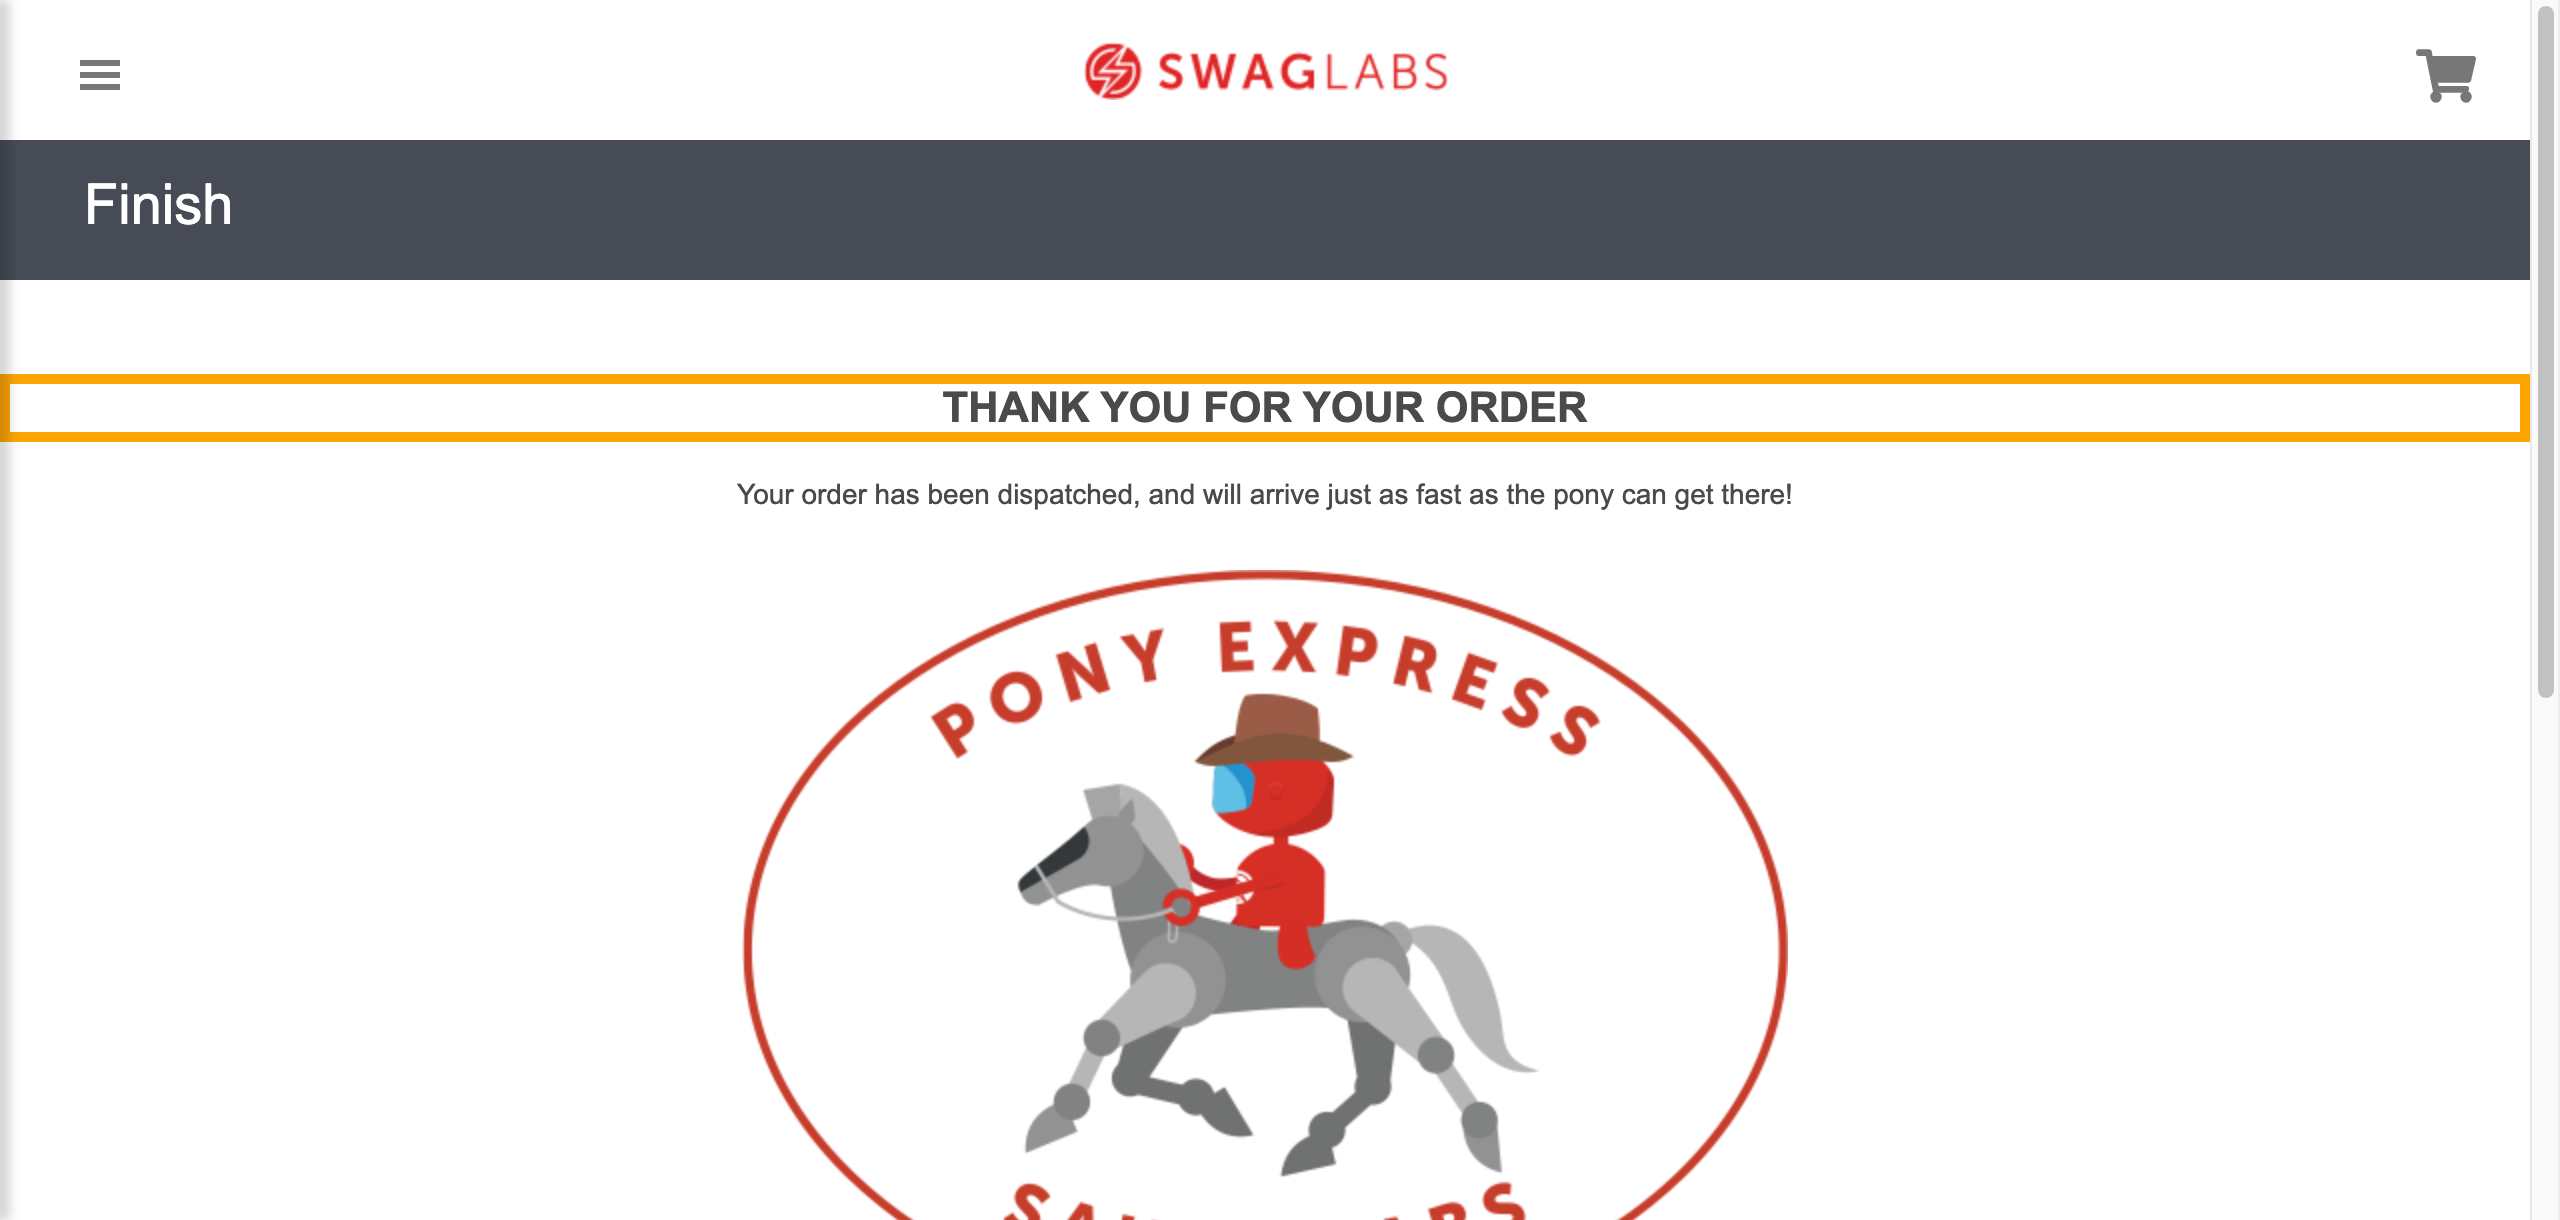 SWAGLABS
Finish
THANK YOU FOR YOUR ORDER
Your order has been dispatched, and will arrive just as fast as the pony can get there!
PONY EXPRESS